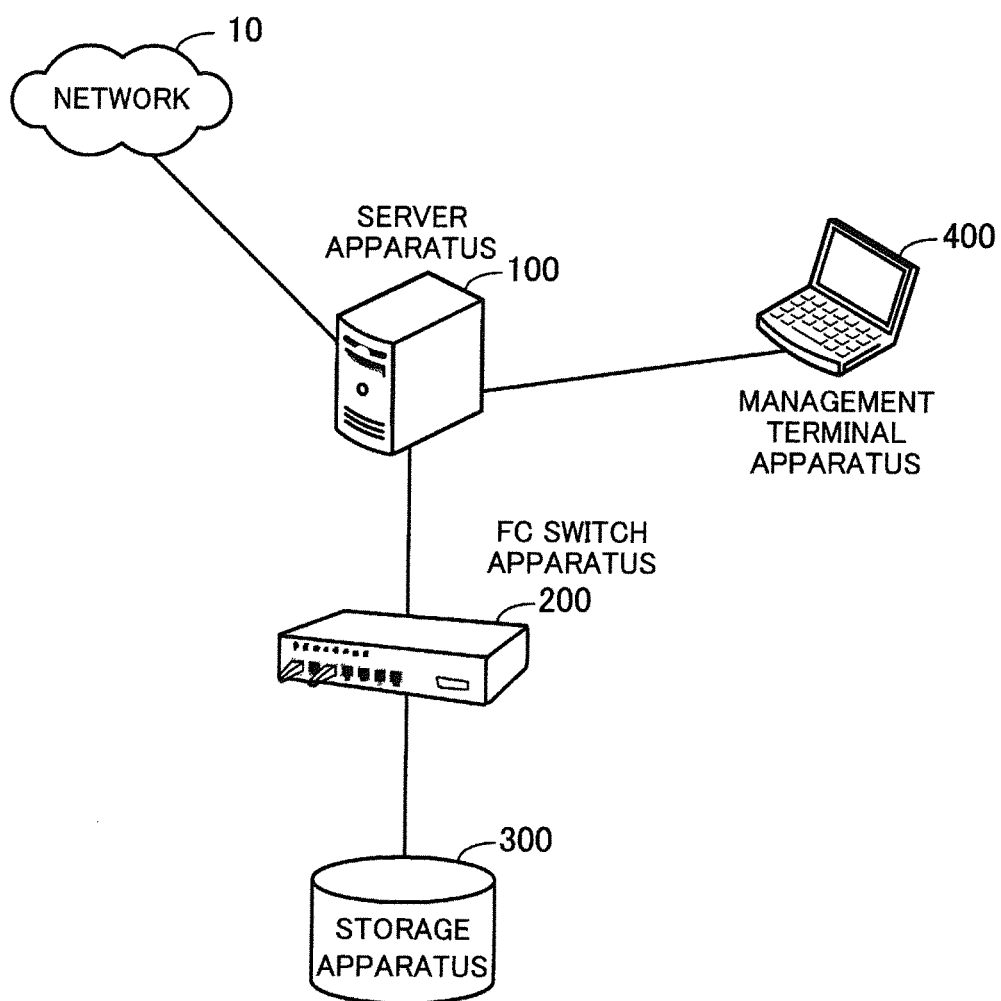 10
NETWORK
SERVER
APPARATUS
100
400
MANAGEMENT
TERMINAL
APPARATUS
FC SWITCH
APPARATUS
200
300
STORAGE
APPARATUS